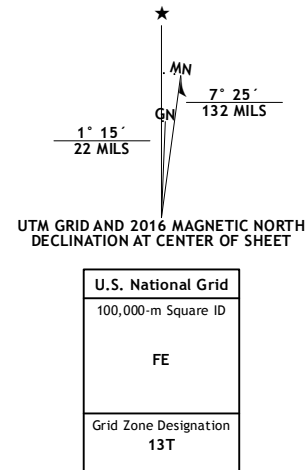 ★
MN
GN
7° 25´
132 MILS
1° 15´
22 MILS
UTM GRID AND 2016 MAGNETIC NORTH
DECLINATION AT CENTER OF SHEET
U.S. National Grid
100,000-m Square ID
FE
Grid Zone Designation
13T